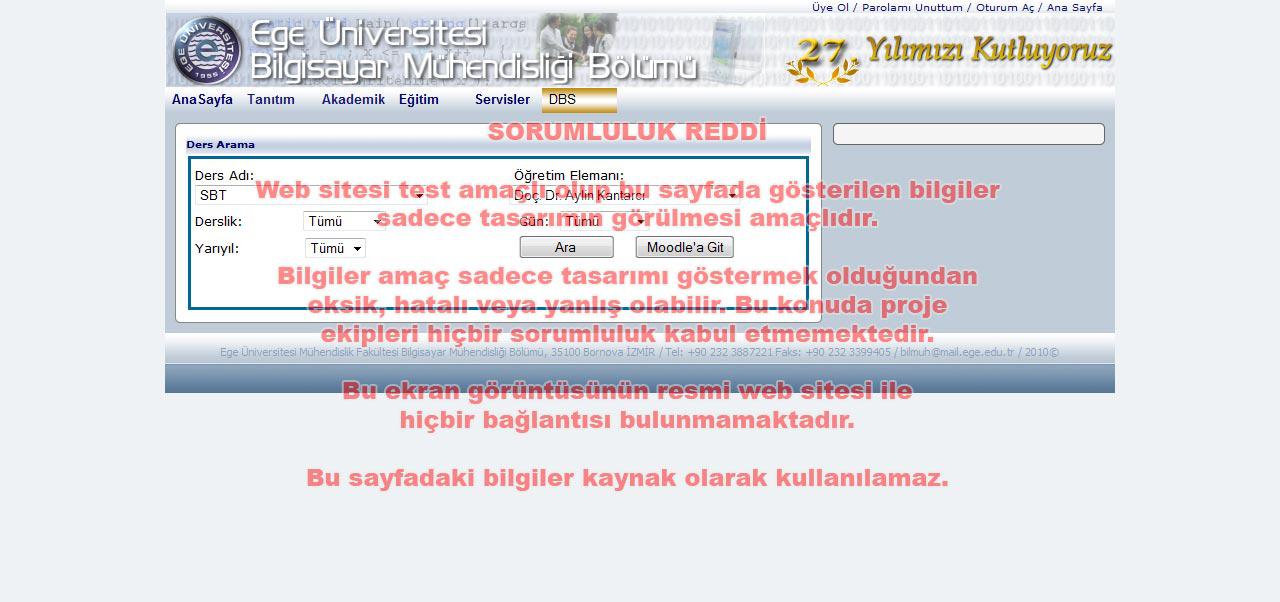 Üye Ol / Parolamı Unuttum / Oturum Aç / Ana Sayfa
Ege Üniversitesi
Bilgisayar Mühendisliği Bölümü
27 Yılımızı Kutluyoruz
EGE ÜNİVERSİTESİ
1955
AnaSayfa Tanıtım Akademik Eğitim Servisler DBS
SORUMLULUK REDDİ
Ders Arama
Ders Adı: Öğretim Elemanı:
SBT Doç. Dr. Aylin Kantarcı
Web sitesi test amaçlı olup bu sayfada gösterilen bilgiler
sadece tasarımın görülmesi amaçlıdır.
Derslik: Tümü Gün: Tümü
Yarıyıl: Tümü Ara Moodle'a Git
Bilgiler amaç sadece tasarımı göstermek olduğundan
eksik, hatalı veya yanlış olabilir. Bu konuda proje
ekipleri hiçbir sorumluluk kabul etmemektedir.
Ege Üniversitesi Mühendislik Fakültesi Bilgisayar Mühendisliği Bölümü, 35100 Bornova İZMİR / Tel: +90 232 3887221 Faks: +90 232 3399405 / bilmuh@mail.ege.edu.tr / 2010©
Bu ekran görüntüsünün resmi web sitesi ile
hiçbir bağlantısı bulunmamaktadır.
Bu sayfadaki bilgiler kaynak olarak kullanılamaz.